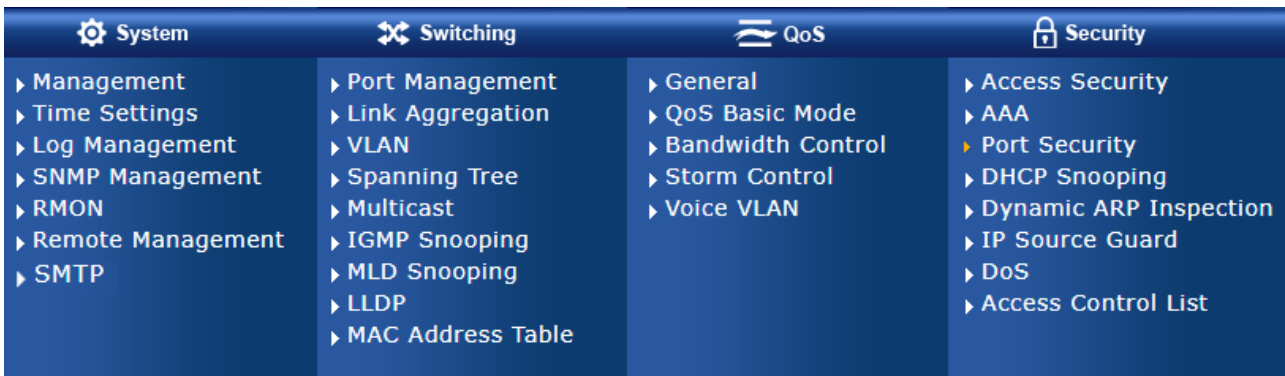 System
Management
Time Settings
Log Management
SNMP Management
RMON
Remote Management
SMTP
Switching
Port Management
Link Aggregation
VLAN
Spanning Tree
Multicast
IGMP Snooping
MLD Snooping
LLDP
MAC Address Table
QoS
General
QoS Basic Mode
Bandwidth Control
Storm Control
Voice VLAN
Security
Access Security
AAA
Port Security
DHCP Snooping
Dynamic ARP Inspection
IP Source Guard
DoS
Access Control List